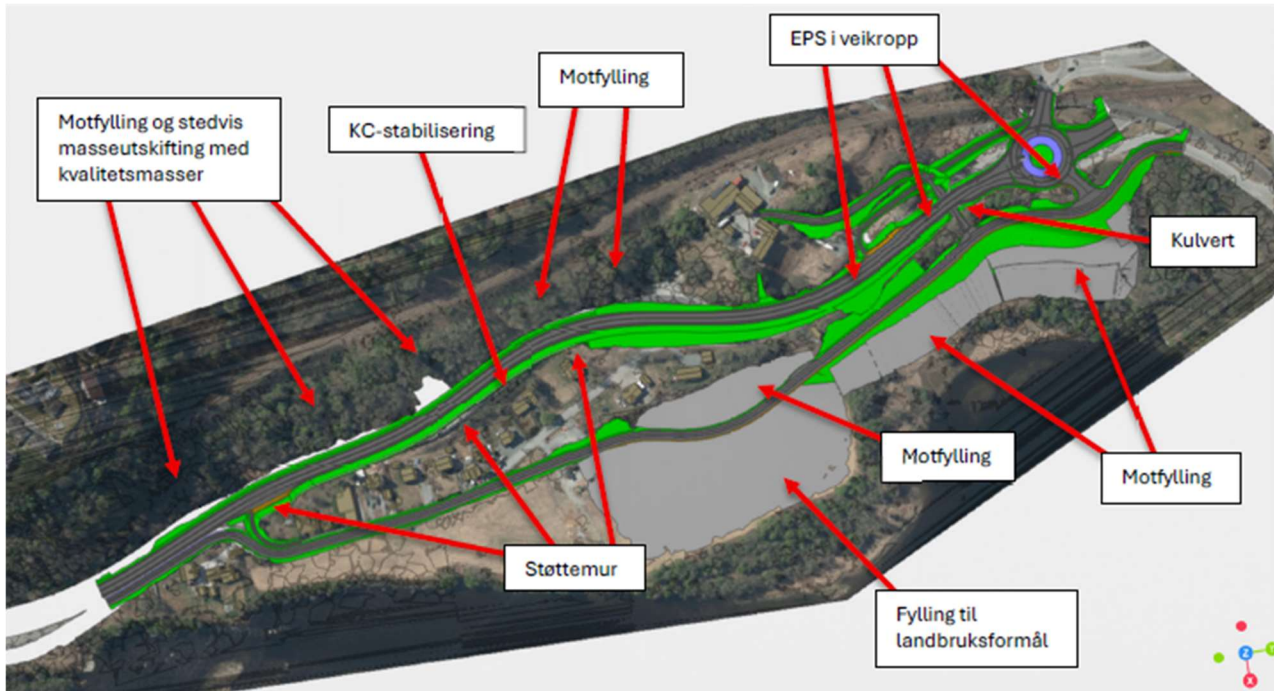 EPS i veikropp
Motfylling
Motfylling og stedvis
masseutskifting med
kvalitetsmasser
KC-stabilisering
Kulvert
Motfylling
Motfylling
Støttemur
Fylling til
landbruksformål
Z
Y
X